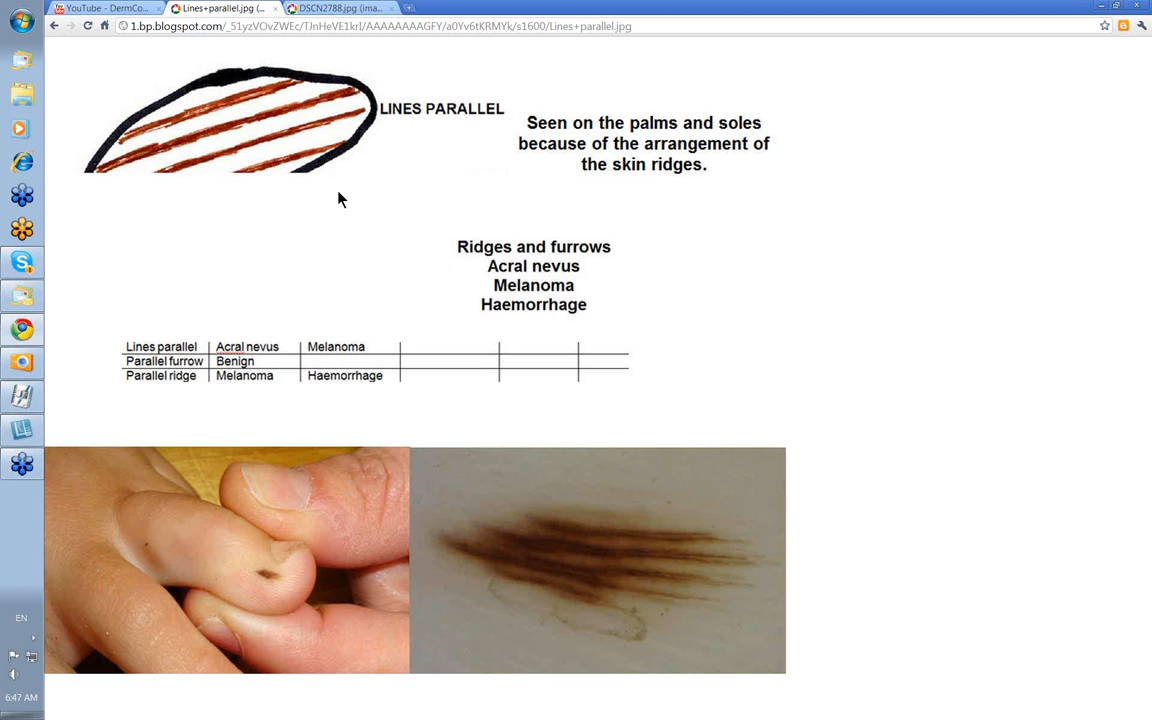 YouTube - DermCo...
Lines+parallel.jpg (...
DSCN2788.jpg (ima...
1.bp.blogspot.com/_51yzVOvZWEc/TJnHeVE1krI/AAAAAAAAGFY/a0Yv6tKRMYk/s1600/Lines+parallel.jpg
LINES PARALLEL
Seen on the palms and soles
because of the arrangement of
the skin ridges.
Ridges and furrows
Acral nevus
Melanoma
Haemorrhage
Lines parallel Acral nevus Melanoma
Parallel furrow Benign
Parallel ridge Melanoma Haemorrhage
EN
6:47 AM